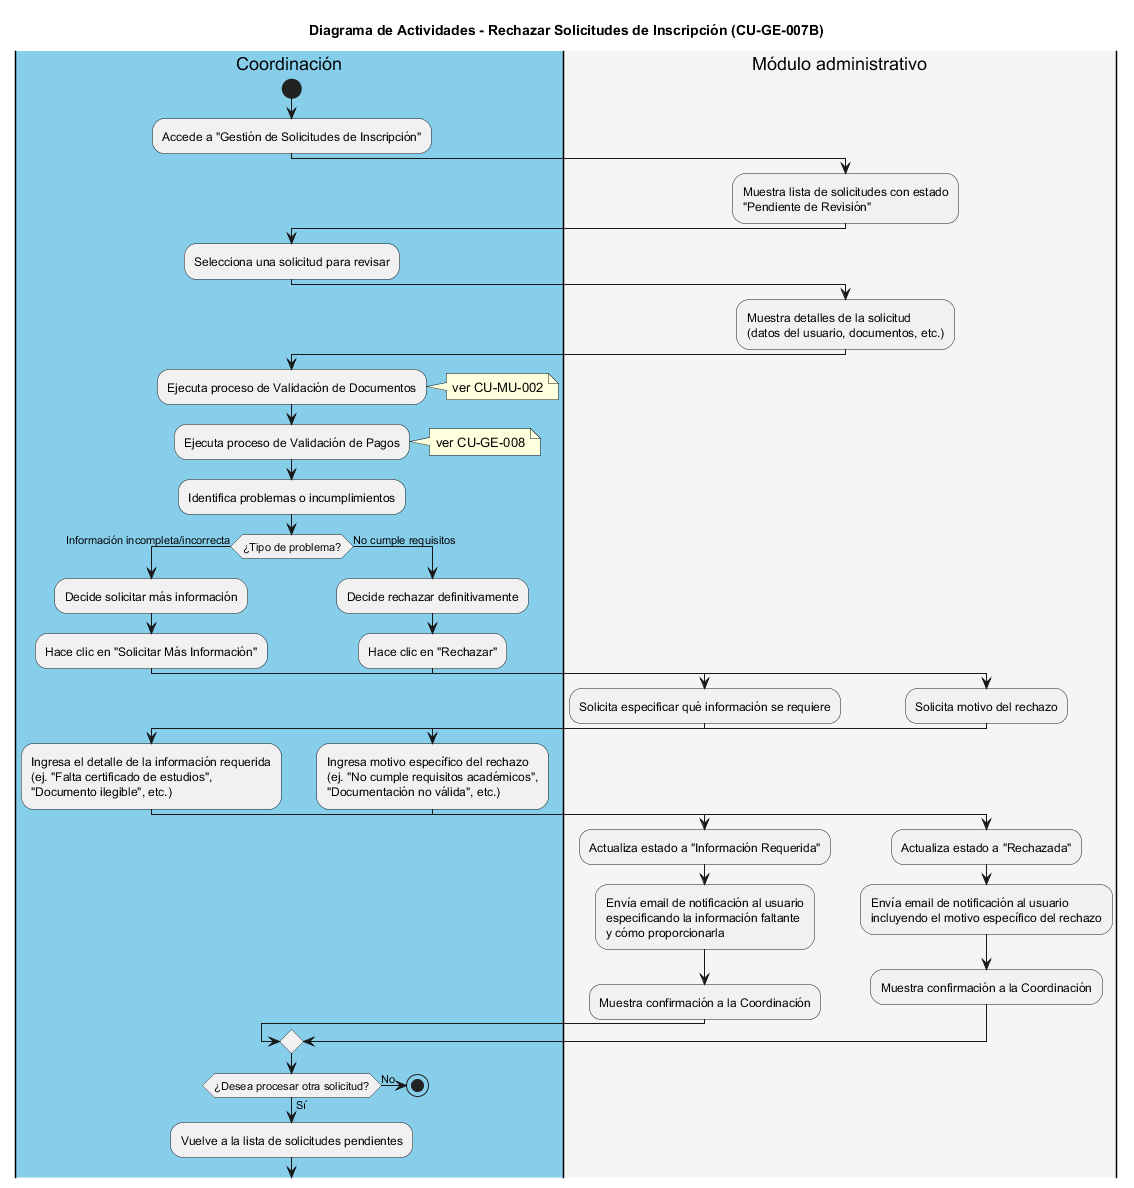 Diagrama de Actividades - Rechazar Solicitudes de Inscripción (CU-GE-007B)
Coordinación
Módulo administrativo
Accede a "Gestión de Solicitudes de Inscripción"
Muestra lista de solicitudes con estado
"Pendiente de Revisión"
Selecciona una solicitud para revisar
Muestra detalles de la solicitud
(datos del usuario, documentos, etc.)
Ejecuta proceso de Validación de Documentos
ver CU-MU-002
Ejecuta proceso de Validación de Pagos
ver CU-GE-008
Identifica problemas o incumplimientos
Información incompleta/incorrecta
¿Tipo de problema?
No cumple requisitos
Decide solicitar más información
Decide rechazar definitivamente
Hace clic en "Solicitar Más Información"
Hace clic en "Rechazar"
Solicita especificar qué información se requiere
Solicita motivo del rechazo
Ingresa el detalle de la información requerida
(ej. "Falta certificado de estudios",
"Documento ilegible", etc.)
Ingresa motivo específico del rechazo
(ej. "No cumple requisitos académicos",
"Documentación no válida", etc.)
Actualiza estado a "Información Requerida"
Actualiza estado a "Rechazada"
Envía email de notificación al usuario
especificando la información faltante
y cómo proporcionarla
Envía email de notificación al usuario
incluyendo el motivo específico del rechazo
Muestra confirmación a la Coordinación
Muestra confirmación a la Coordinación
¿Desea procesar otra solicitud?
No
Sí
Vuelve a la lista de solicitudes pendientes